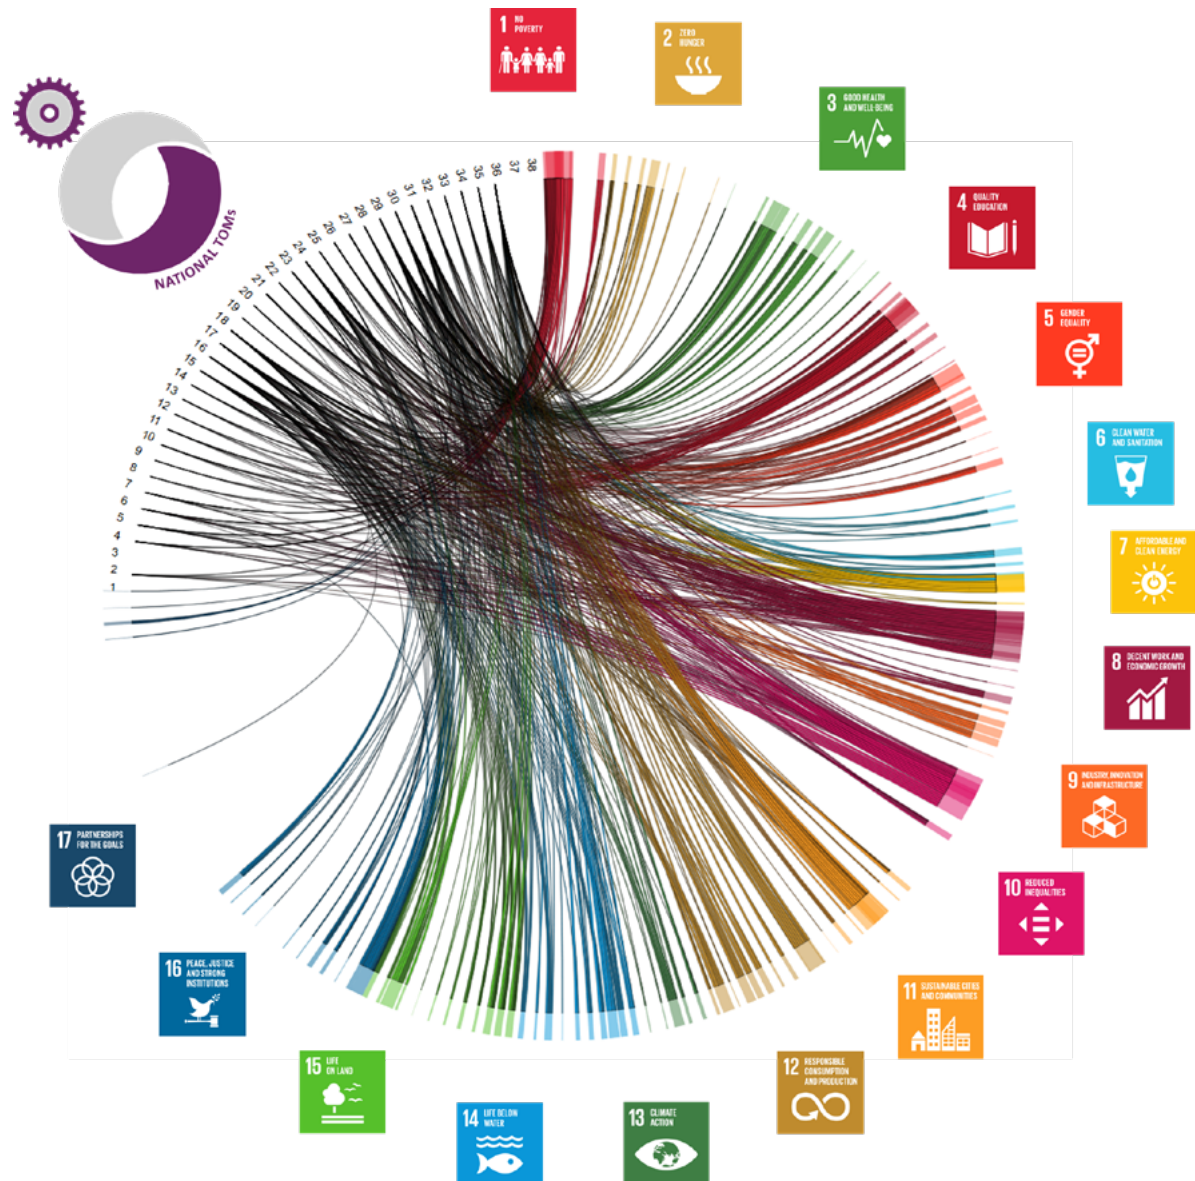 1 NO
POVERTY
2 ZERO
HUNGER
3 GOOD HEALTH
AND WELL-BEING
4 QUALITY
EDUCATION
5 GENDER
EQUALITY
6 CLEAN WATER
AND SANITATION
7 AFFORDABLE AND
CLEAN ENERGY
8 DECENT WORK AND
ECONOMIC GROWTH
9 INDUSTRY, INNOVATION
AND INFRASTRUCTURE
10 REDUCED
INEQUALITIES
11 SUSTAINABLE CITIES
AND COMMUNITIES
12 RESPONSIBLE
CONSUMPTION
AND PRODUCTION
13 CLIMATE
ACTION
14 LIFE BELOW
WATER
15 LIFE
ON LAND
16 PEACE, JUSTICE
AND STRONG
INSTITUTIONS
17 PARTNERSHIPS
FOR THE GOALS
NATIONAL TOMs
1
2
3
4
5
6
7
8
9
10
11
12
13
14
15
16
17
18
19
20
21
22
23
24
25
26
27
28
29
30
31
32
33
34
35
36
37
38